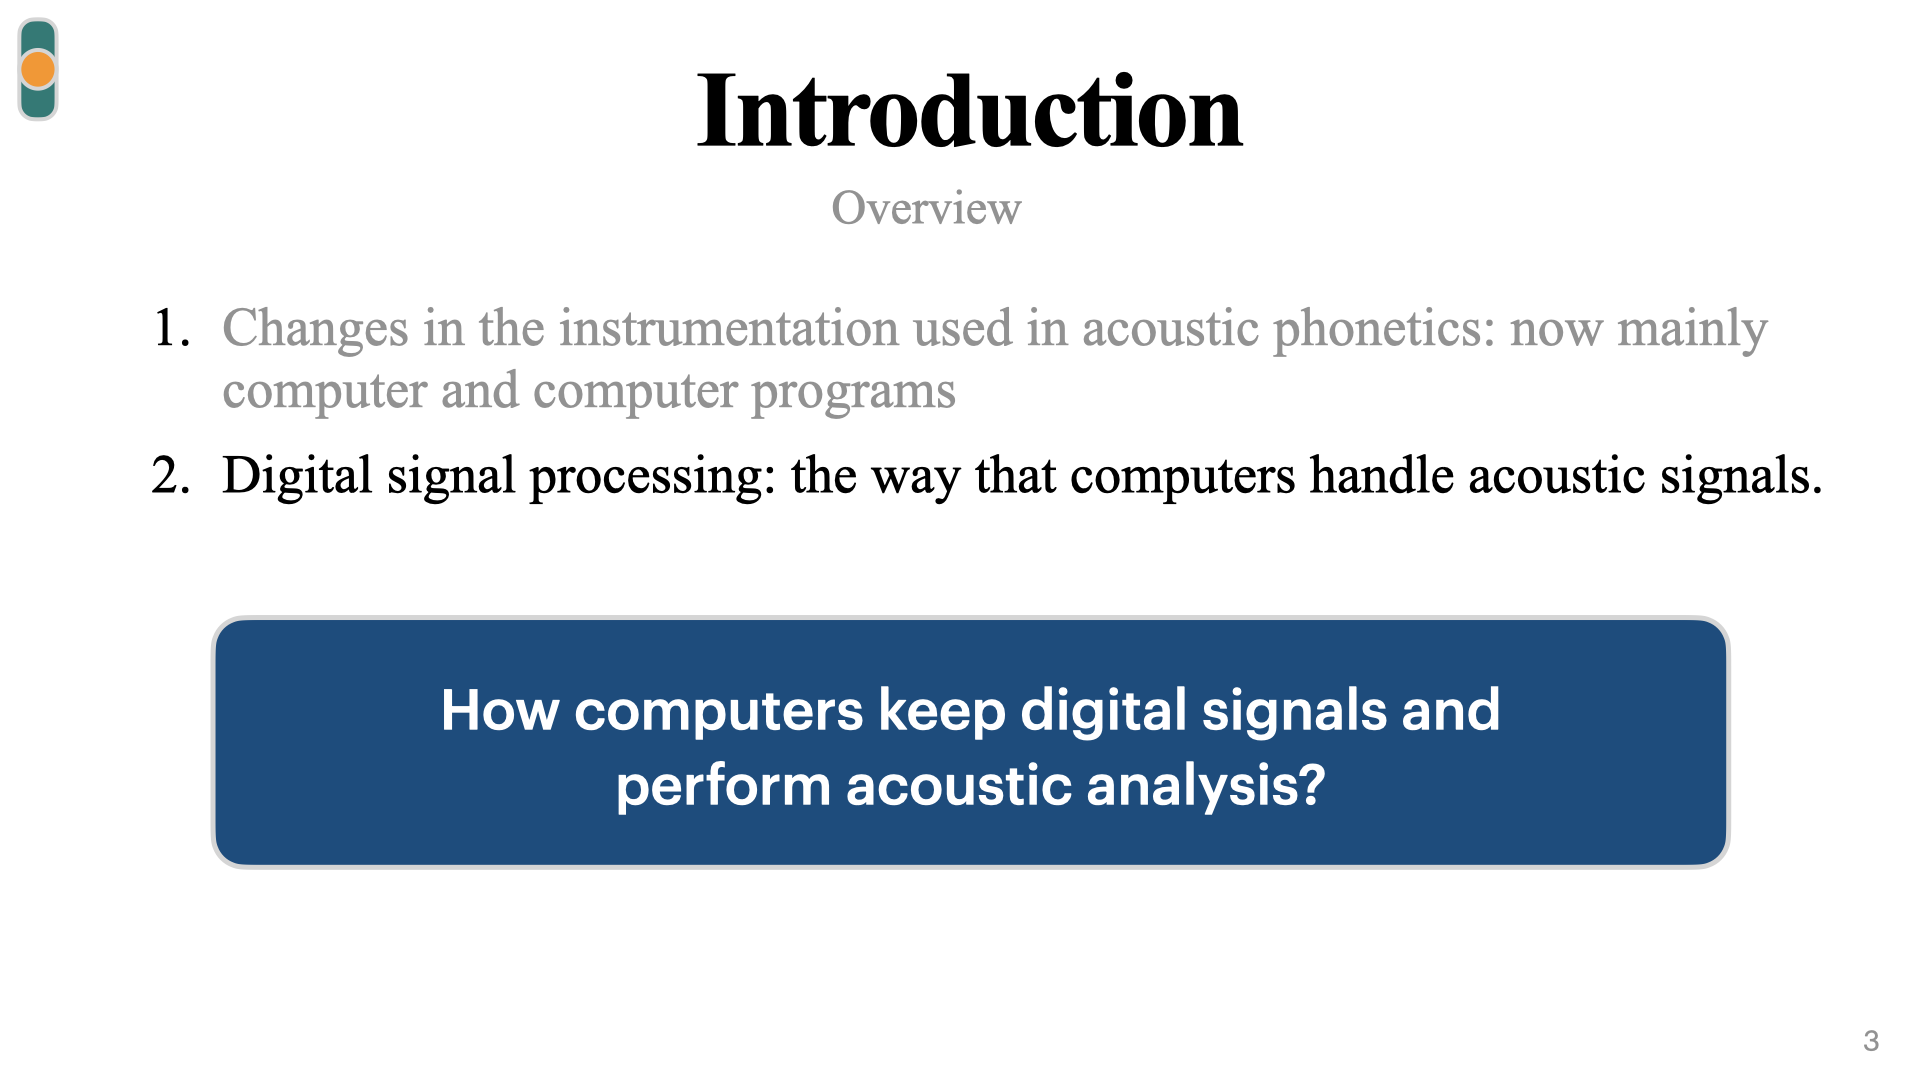 Introduction
Overview
1. Changes in the instrumentation used in acoustic phonetics: now mainly
computer and computer programs
2. Digital signal processing: the way that computers handle acoustic signals.
How computers keep digital signals and
perform acoustic analysis?
3